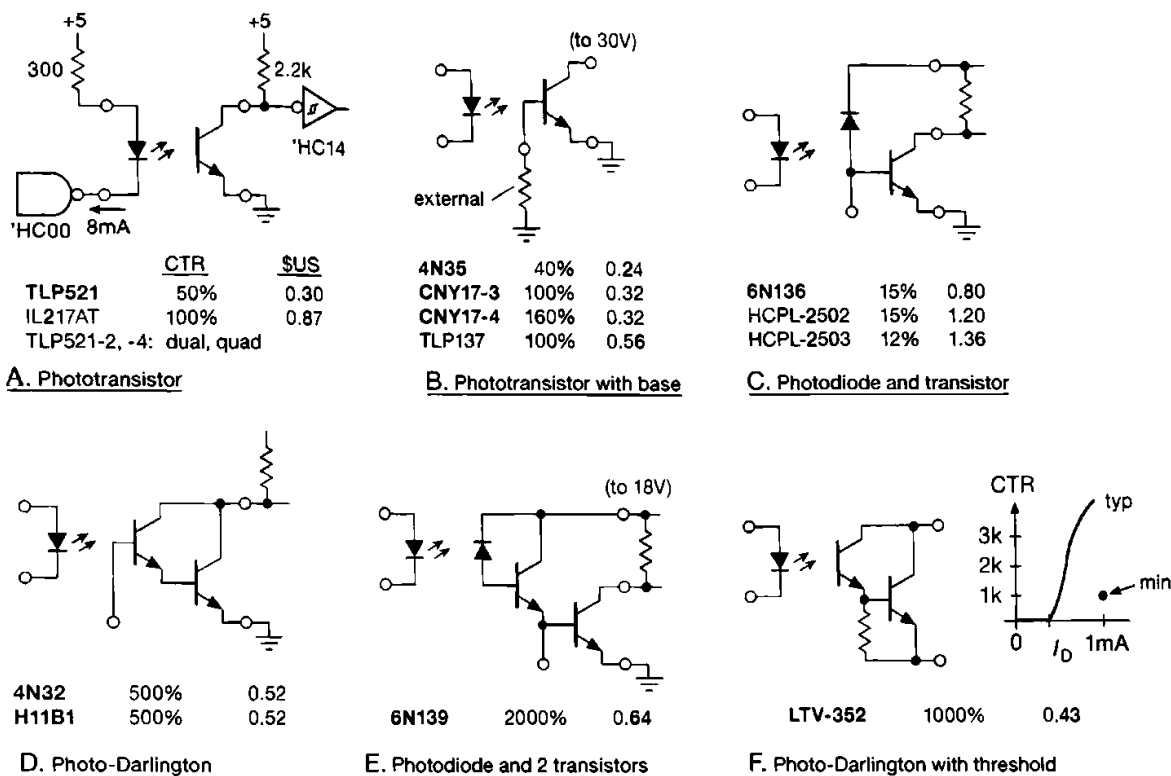 +5
+5
300
2.2k
'HC14
'HC00
8mA
CTR $US
TLP521 50% 0.30
IL217AT 100% 0.87
TLP521-2, -4: dual, quad
A. Phototransistor
(to 30V)
external
4N35 40% 0.24
CNY17-3 100% 0.32
CNY17-4 160% 0.32
TLP137 100% 0.56
B. Phototransistor with base
6N136 15% 0.80
HCPL-2502 15% 1.20
HCPL-2503 12% 1.36
C. Photodiode and transistor
4N32 500% 0.52
H11B1 500% 0.52
D. Photo-Darlington
(to 18V)
6N139 2000% 0.64
E. Photodiode and 2 transistors
CTR
typ
3k
2k
1k
min
0 I_D 1mA
LTV-352 1000% 0.43
F. Photo-Darlington with threshold